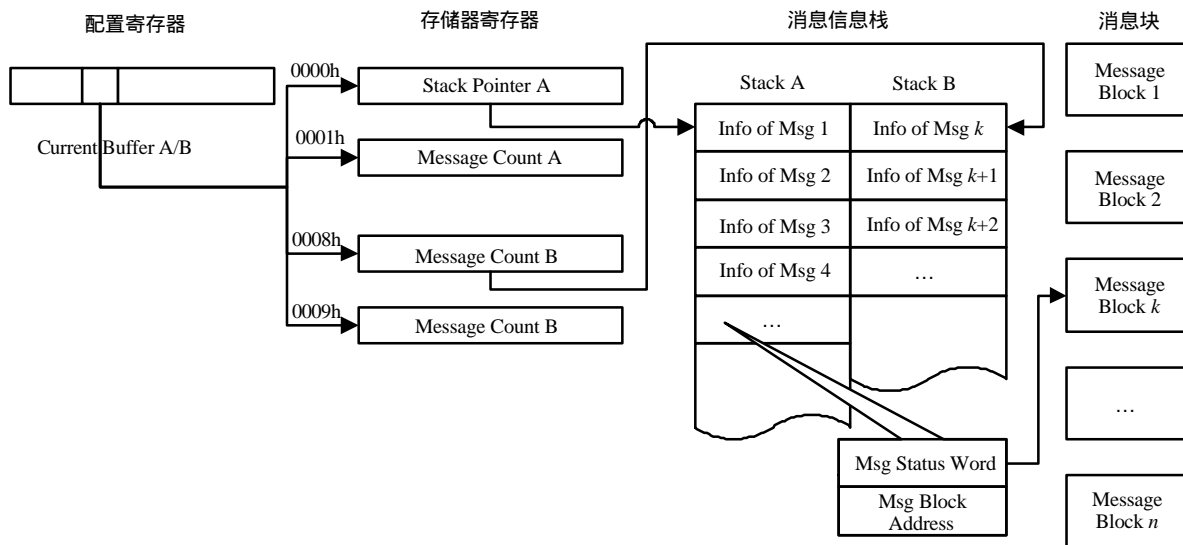 配置寄存器
存储器寄存器
消息信息栈
消息块
0000h
Stack Pointer A
Current Buffer A/B
0001h
Message Count A
0008h
Message Count B
0009h
Message Count B
Stack A
Stack B
Info of Msg 1
Info of Msg k
Info of Msg 2
Info of Msg k+1
Info of Msg 3
Info of Msg k+2
Info of Msg 4
…
…
Msg Status Word
Msg Block
Address
Message
Block 1
Message
Block 2
Message
Block k
…
Message
Block n